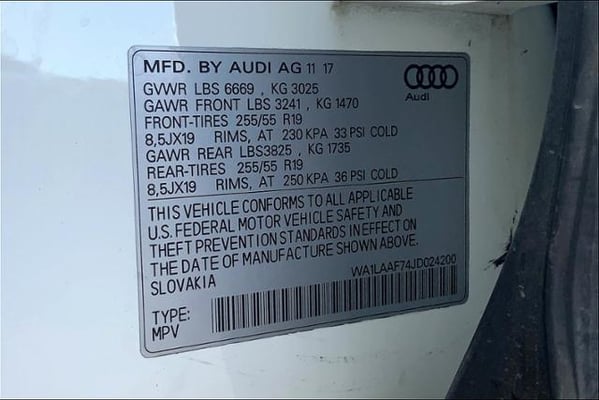 MFD. BY AUDI AG 11 17
GVWR LBS 6669 , KG 3025
GAWR FRONT LBS 3241 , KG 1470
FRONT-TIRES 255/55 R19
8,5JX19 RIMS, AT 230 KPA 33 PSI COLD
GAWR REAR LBS3825 , KG 1735
REAR-TIRES 255/55 R19
8,5JX19 RIMS, AT 250 KPA 36 PSI COLD
Audi
THIS VEHICLE CONFORMS TO ALL APPLICABLE
U.S. FEDERAL MOTOR VEHICLE SAFETY AND
THEFT PREVENTION STANDARDS IN EFFECT ON
THE DATE OF MANUFACTURE SHOWN ABOVE.
SLOVAKIA
WA1LAAF74JD024200
TYPE:
MPV